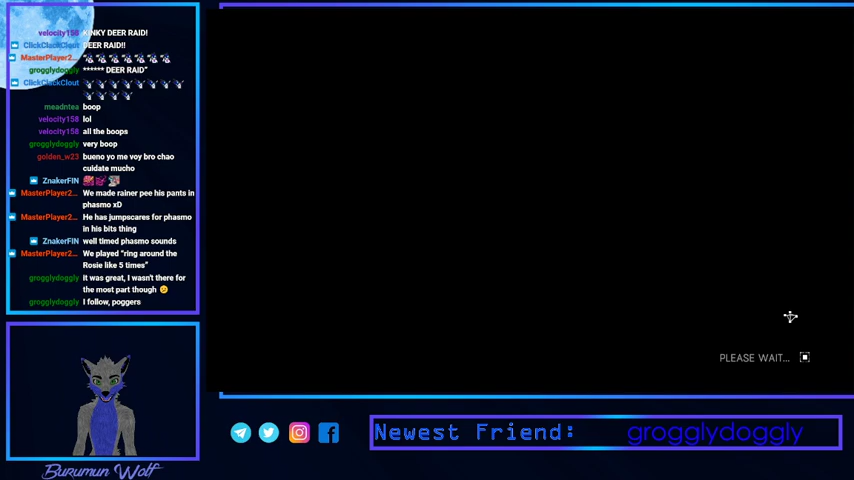 velocity158 KINKY DEER RAID!
ClickClackClout DEER RAID!!
MasterPlayer2...
grogglydoggly ****** DEER RAID"
ClickClackClout
meadntea boop
velocity158 lol
velocity158 all the boops
grogglydoggly very boop
golden_w23 bueno yo me voy bro chao
cuidate mucho
ZnakerFIN
MasterPlayer2... We made rainer pee his pants in
phasmo xD
MasterPlayer2... He has jumpscares for phasmo
in his bits thing
ZnakerFIN well timed phasmo sounds
MasterPlayer2... We played "ring around the
Rosie like 5 times"
grogglydoggly it was great, I wasn't there for
the most part though
grogglydoggly I follow, poggers
PLEASE WAIT...
Newest Friend: grogglydoggly
Burumun Wolf